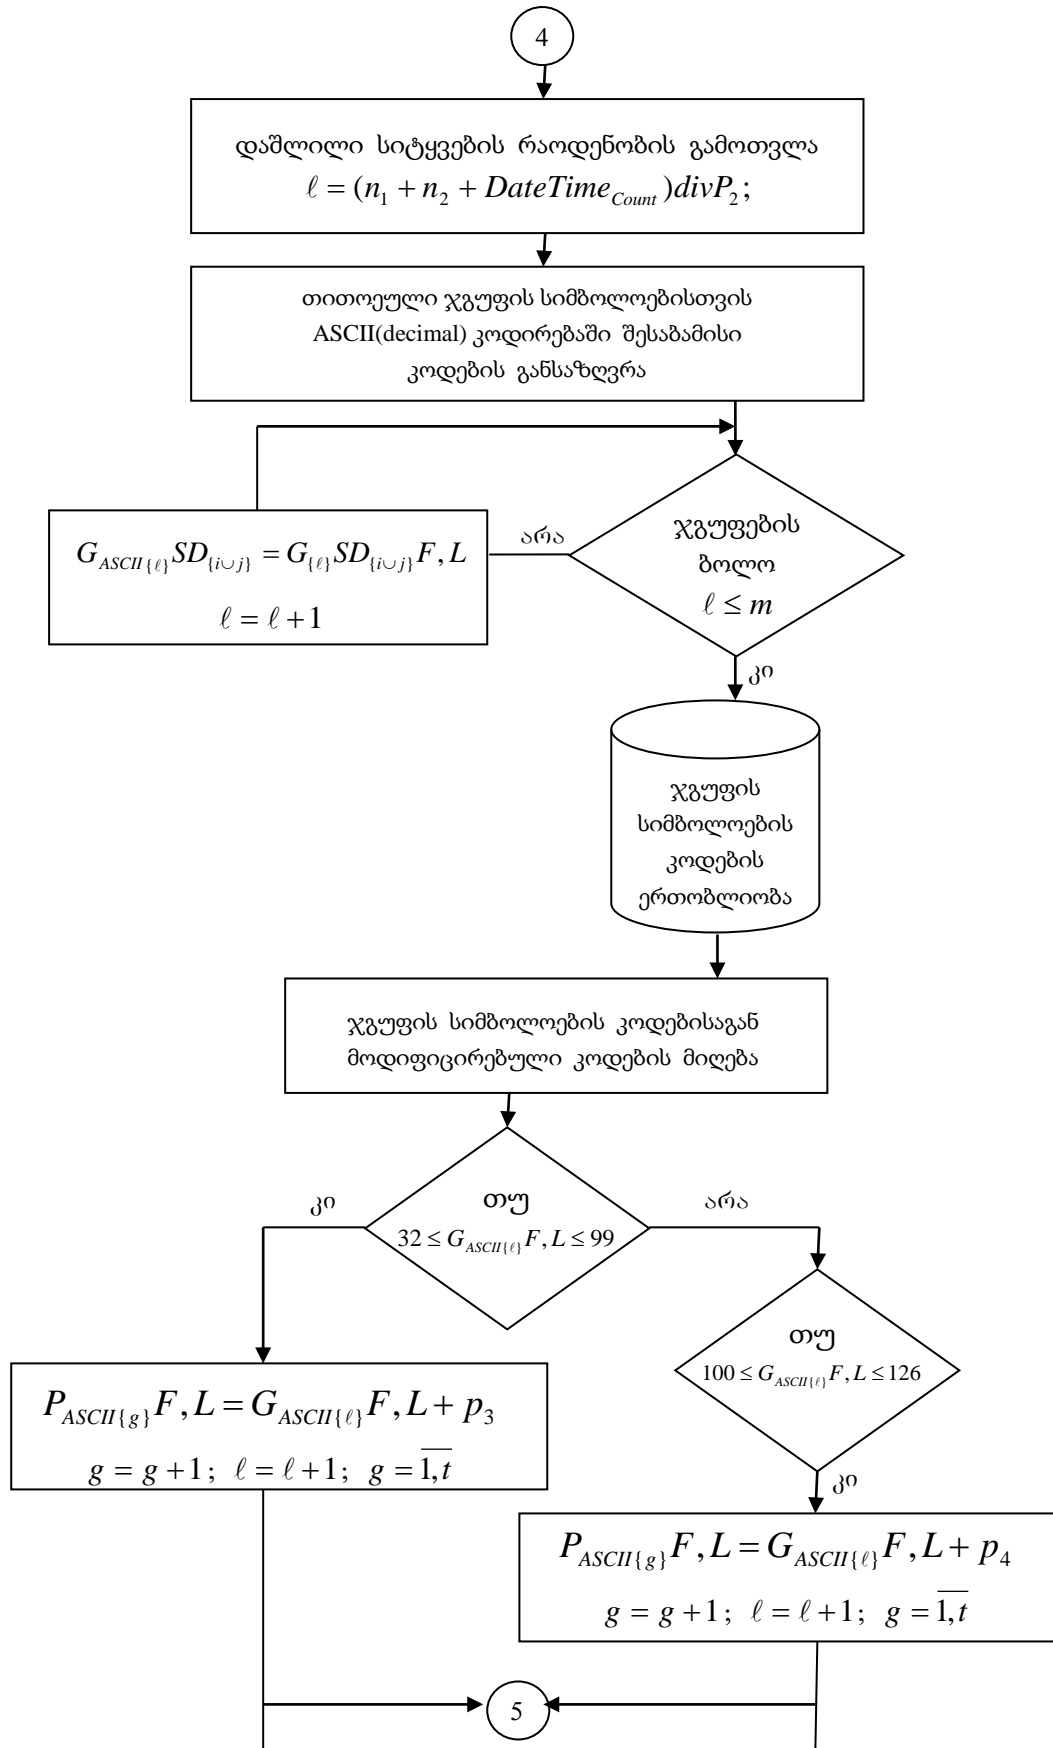 4
დაშლილი სიტყვების რაოდენობის გამოთვლა
ℓ = (n₁ + n₂ + DateTime_Count)divP₂;
თითოეული ჯგუფის სიმბოლოებისთვის
ASCII(decimal) კოდირებაში შესაბამისი
კოდების განსაზღვრა
ჯგუფების
ბოლო
ℓ ≤ m
არა
G_ASCII{ℓ}SD_{i∪j} = G_{ℓ}SD_{i∪j}F, L
ℓ = ℓ + 1
კი
ჯგუფის
სიმბოლოების
კოდების
ერთობლიობა
ჯგუფის სიმბოლოების კოდებისაგან
მოდიფიცირებული კოდების მიღება
კი
თუ
32 ≤ G_ASCII{ℓ}F, L ≤ 99
არა
თუ
100 ≤ G_ASCII{ℓ}F, L ≤ 126
P_ASCII{g}F, L = G_ASCII{ℓ}F, L + p₃
g = g + 1; ℓ = ℓ + 1; g = \overline{1, t}
კი
P_ASCII{g}F, L = G_ASCII{ℓ}F, L + p₄
g = g + 1; ℓ = ℓ + 1; g = \overline{1, t}
5